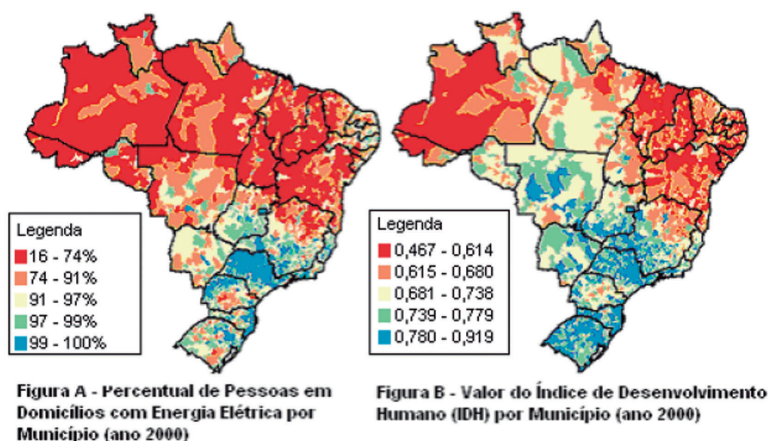 Legenda
16 - 74%
74 - 91%
91 - 97%
97 - 99%
99 - 100%
Figura A - Percentual de Pessoas em
Domicílios com Energia Elétrica por
Município (ano 2000)
Legenda
0,467 - 0,614
0,615 - 0,680
0,681 - 0,738
0,739 - 0,779
0,780 - 0,919
Figura B - Valor do Índice de Desenvolvimento
Humano (IDH) por Município (ano 2000)